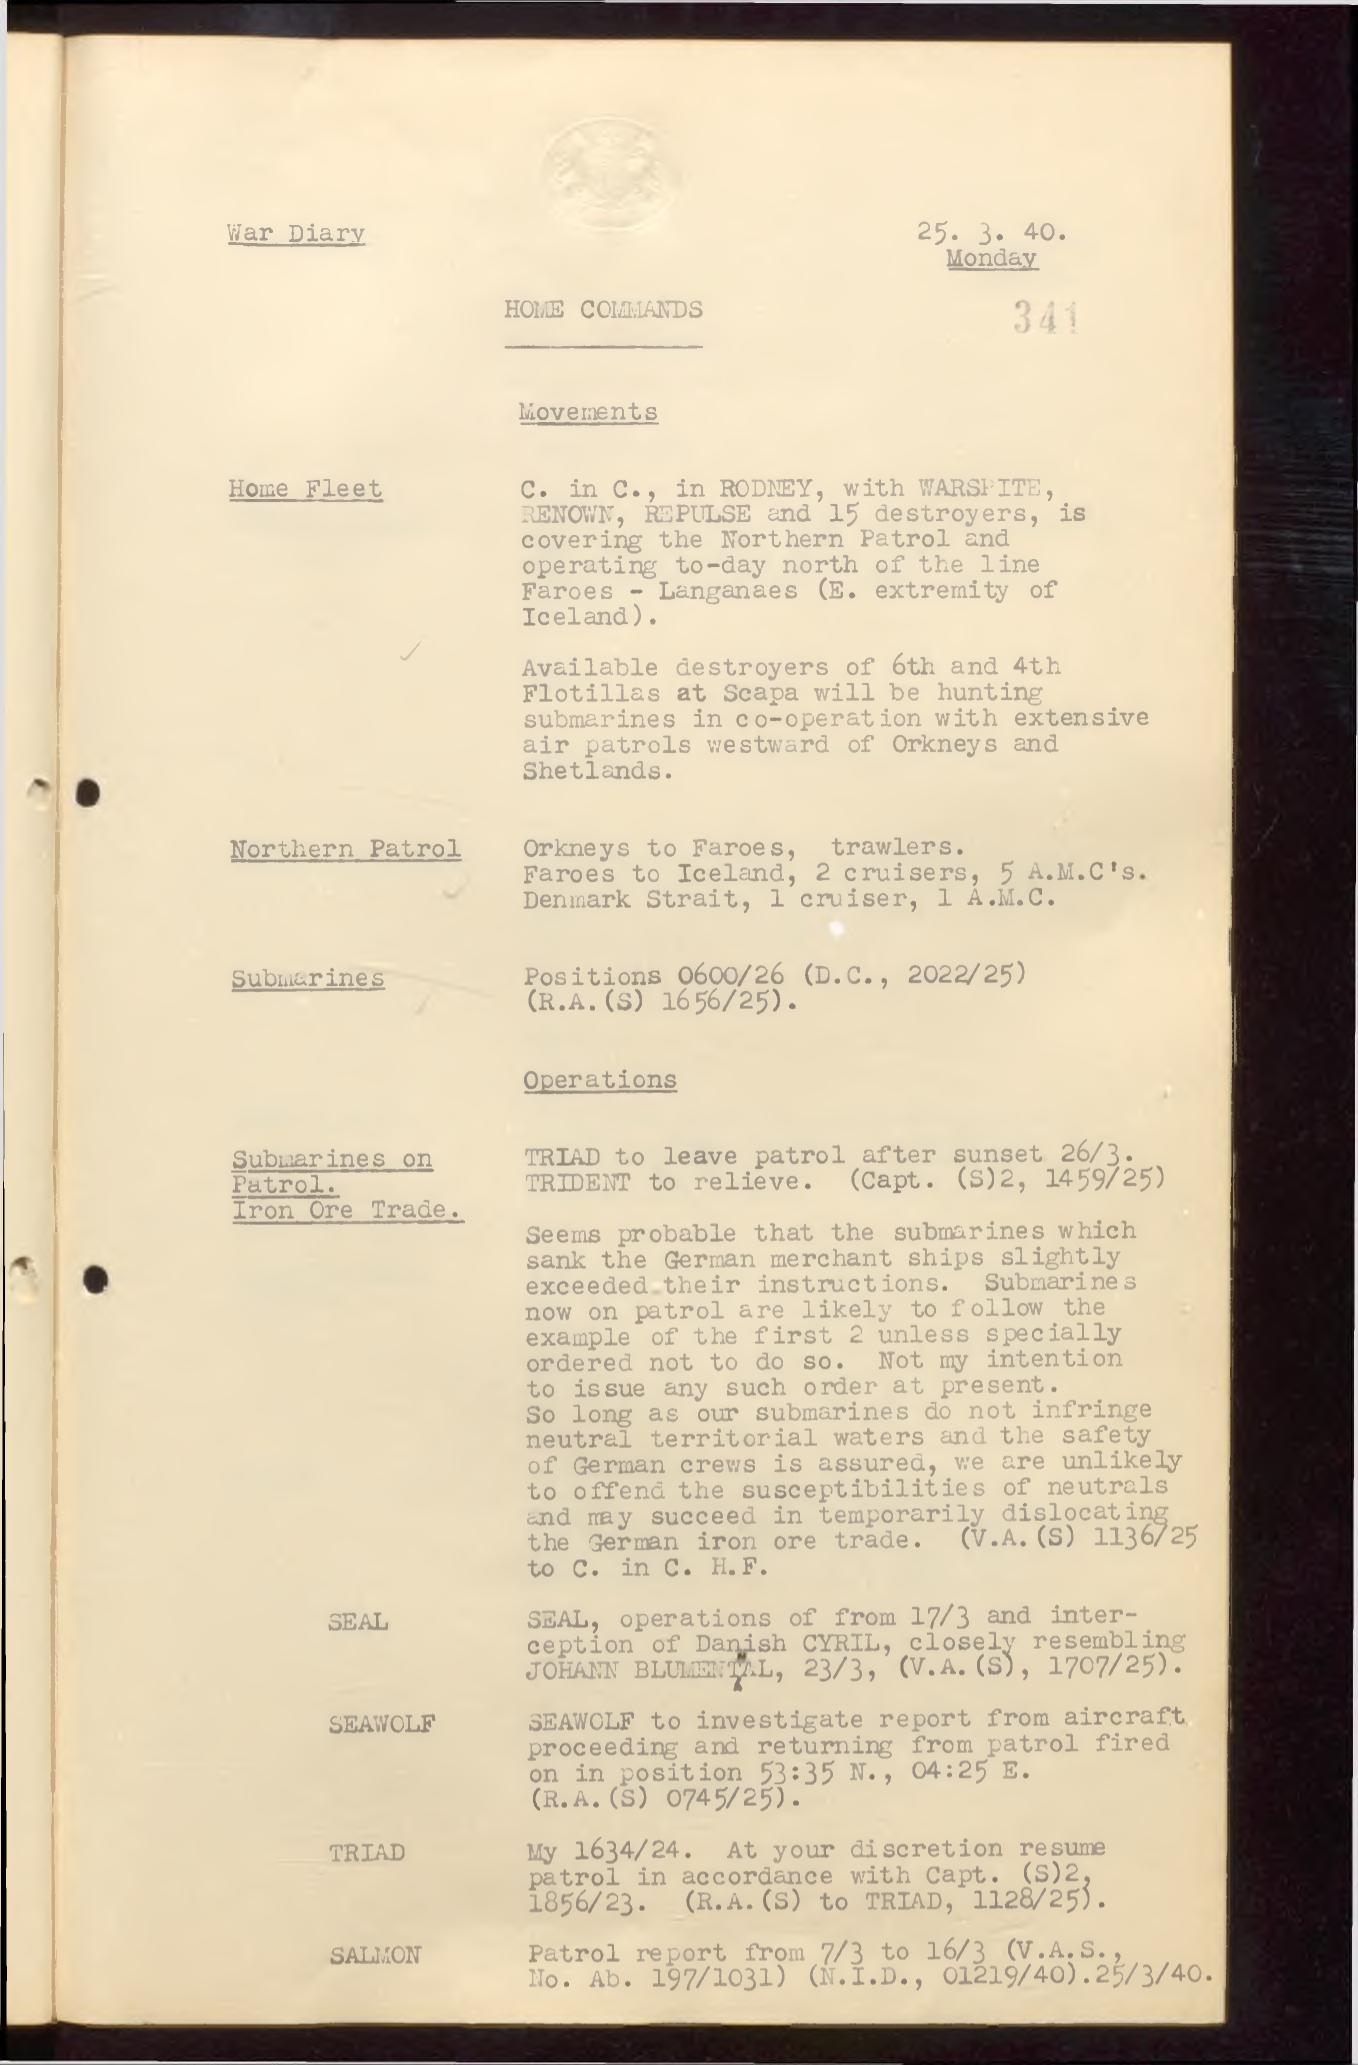 War Diary
25. 3. 40.
Monday
341
HOME COMMANDS
Movements
Home Fleet
C. in C., in RODNEY, with WARSPITE,
RENOWN, REPULSE and 15 destroyers, is
covering the Northern Patrol and
operating to-day north of the line
Faroes - Langanaes (E. extremity of
Iceland).
Available destroyers of 6th and 4th
Flotillas at Scapa will be hunting
submarines in co-operation with extensive
air patrols westward of Orkneys and
Shetlands.
Northern Patrol
Orkneys to Faroes, trawlers.
Faroes to Iceland, 2 cruisers, 5 A.M.C's.
Denmark Strait, 1 cruiser, 1 A.M.C.
Submarines
Positions 0600/26 (D.C., 2022/25)
(R.A.(S) 1656/25).
Operations
Submarines on
Patrol.
Iron Ore Trade.
TRIAD to leave patrol after sunset 26/3.
TRIDENT to relieve. (Capt. (S)2, 1459/25)
Seems probable that the submarines which
sank the German merchant ships slightly
exceeded their instructions. Submarines
now on patrol are likely to follow the
example of the first 2 unless specially
ordered not to do so. Not my intention
to issue any such order at present.
So long as our submarines do not infringe
neutral territorial waters and the safety
of German crews is assured, we are unlikely
to offend the susceptibilities of neutrals
and may succeed in temporarily dislocating
the German iron ore trade. (V.A.(S) 1136/25
to C. in C. H.F.
SEAL
SEAL, operations of from 17/3 and inter-
ception of Danish CYRIL, closely resembling
JOHANN BLUMENTAL, 23/3, (V.A.(S), 1707/25).
SEAWOLF
SEAWOLF to investigate report from aircraft
proceeding and returning from patrol fired
on in position 53:35 N., 04:25 E.
(R.A.(S) 0745/25).
TRIAD
My 1634/24. At your discretion resume
patrol in accordance with Capt. (S)2,
1856/23. (R.A.(S) to TRIAD, 1128/25).
SALMON
Patrol report from 7/3 to 16/3 (V.A.S.,
No. Ab. 197/1031) (N.I.D., 01219/40).25/3/40.